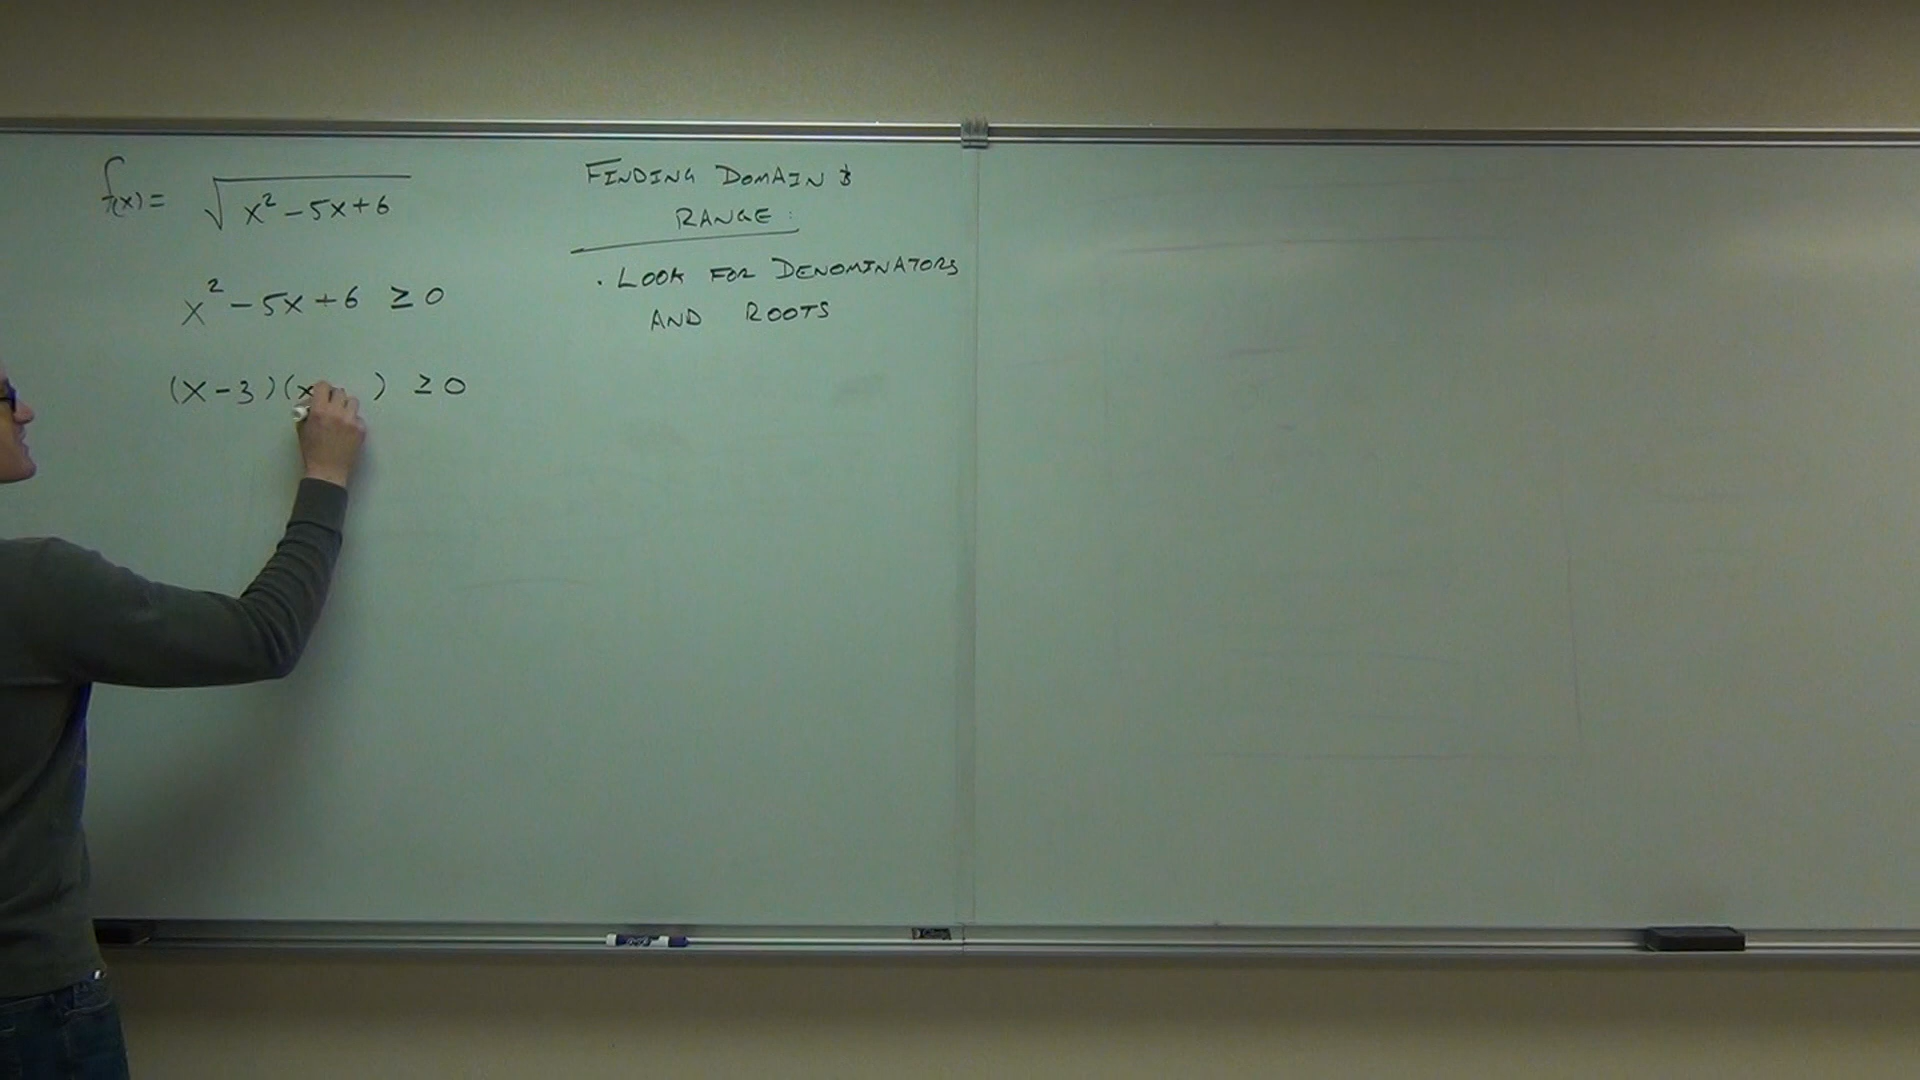 f(x) = √(x² - 5x + 6)
x² - 5x + 6 ≥ 0
(x - 3)(x ) ≥ 0
FINDING DOMAIN &
RANGE:
· LOOK FOR DENOMINATORS
AND ROOTS